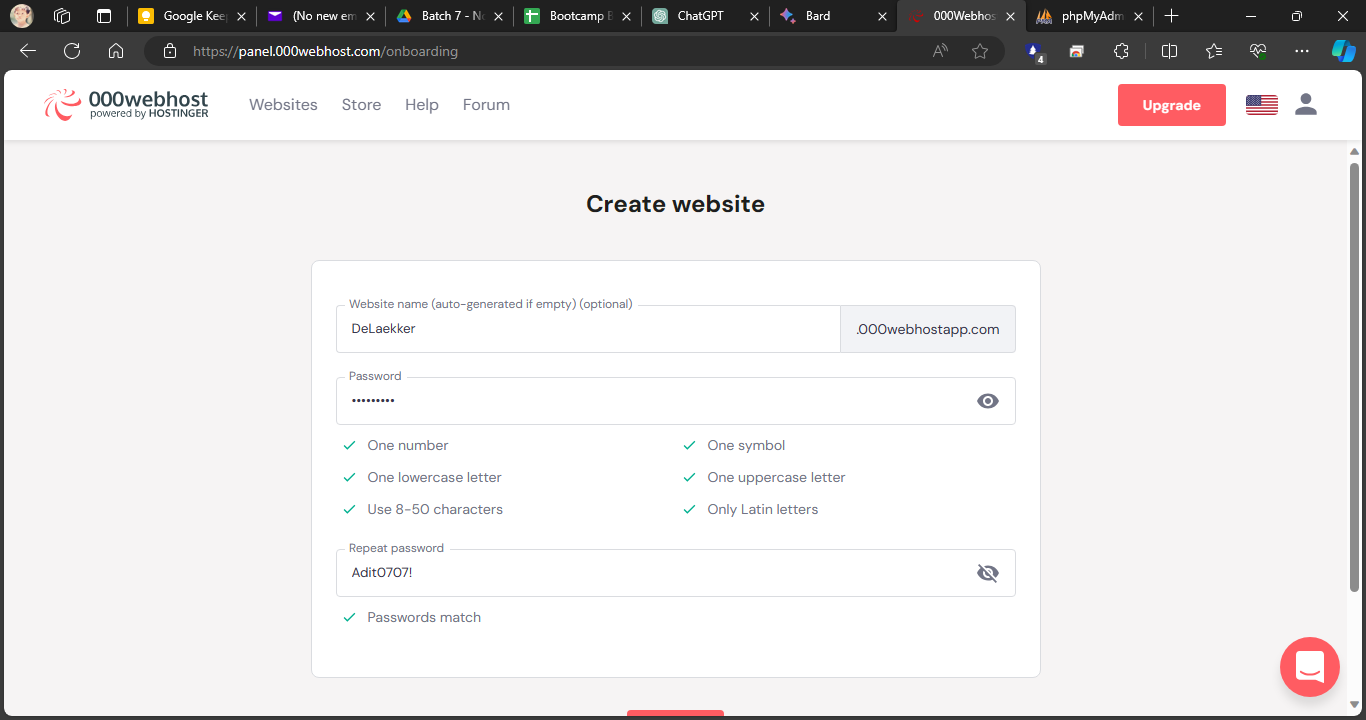 Google Kee
(No new em
Batch 7 - No
Bootcamp B
ChatGPT
Bard
000Webhos
phpMyAdm
https://panel.000webhost.com/onboarding
4
000webhost
powered by HOSTINGER
Websites
Store
Help
Forum
Upgrade
Create website
Website name (auto-generated if empty) (optional)
DeLaekker
.000webhostapp.com
Password
•••••••••
One number
One symbol
One lowercase letter
One uppercase letter
Use 8-50 characters
Only Latin letters
Repeat password
Adit0707!
Passwords match